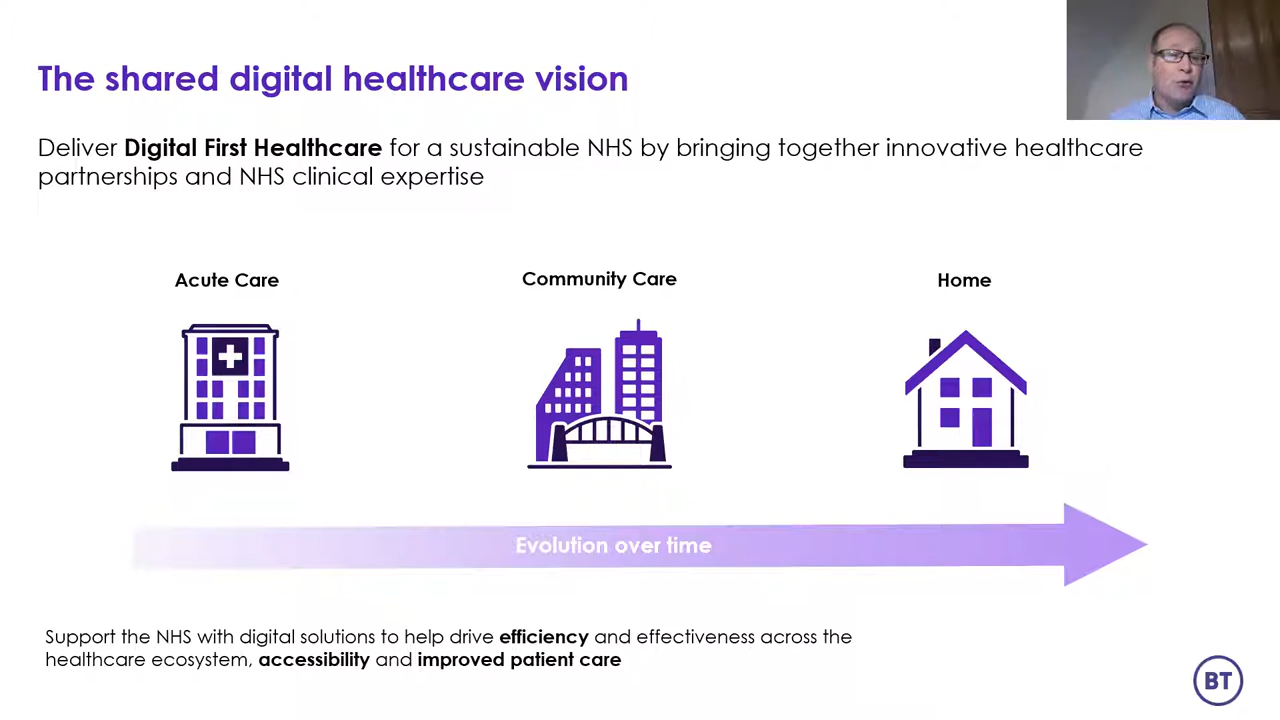 The shared digital healthcare vision
Deliver Digital First Healthcare for a sustainable NHS by bringing together innovative healthcare
partnerships and NHS clinical expertise
Acute Care
Community Care
Home
Evolution over time
Support the NHS with digital solutions to help drive efficiency and effectiveness across the
healthcare ecosystem, accessibility and improved patient care
BT